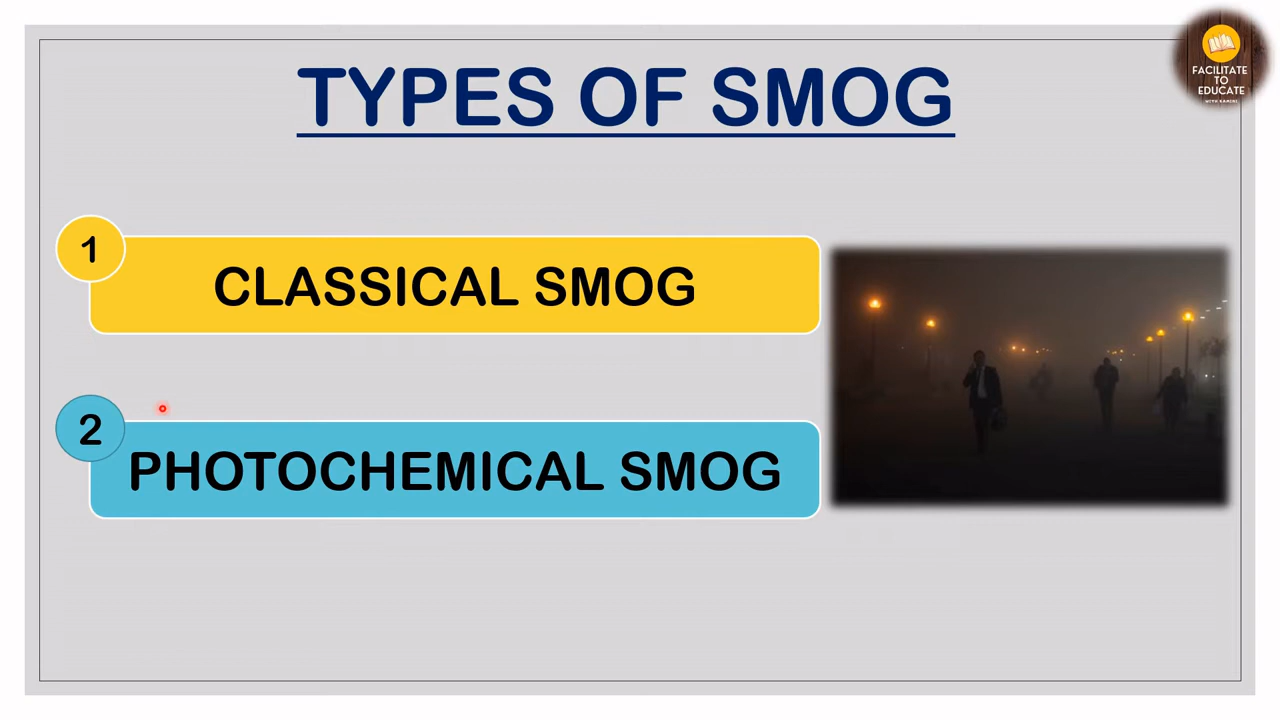 TYPES OF SMOG
FACILITATE
TO
EDUCATE
1
CLASSICAL SMOG
2
PHOTOCHEMICAL SMOG